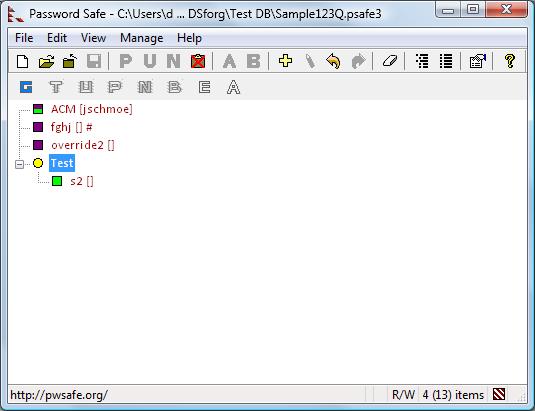 Password Safe - C:\Users\d ... DSforg\Test DB\Sample123Q.psafe3
File Edit View Manage Help
P U N A B ?
G T U P N B E A
ACM [jschmoe]
fghj [] #
override2 []
Test
s2 []
http://pwsafe.org/ R/W 4 (13) items